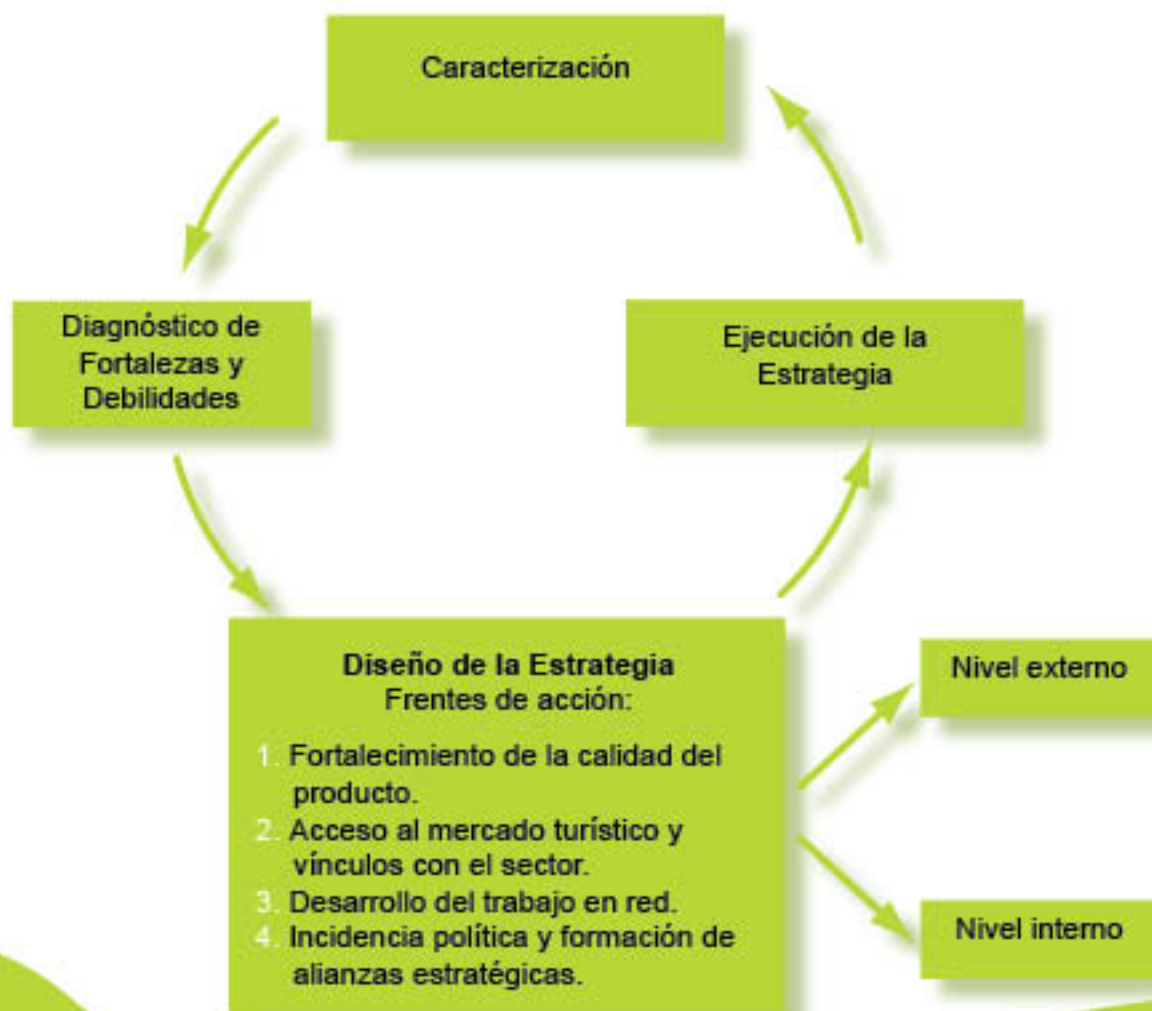 Caracterización
Diagnóstico de
Fortalezas y
Debilidades
Ejecución de la
Estrategia
Diseño de la Estrategia
Frentes de acción:
1. Fortalecimiento de la calidad del
producto.
2. Acceso al mercado turístico y
vínculos con el sector.
3. Desarrollo del trabajo en red.
4. Incidencia política y formación de
alianzas estratégicas.
Nivel externo
Nivel interno